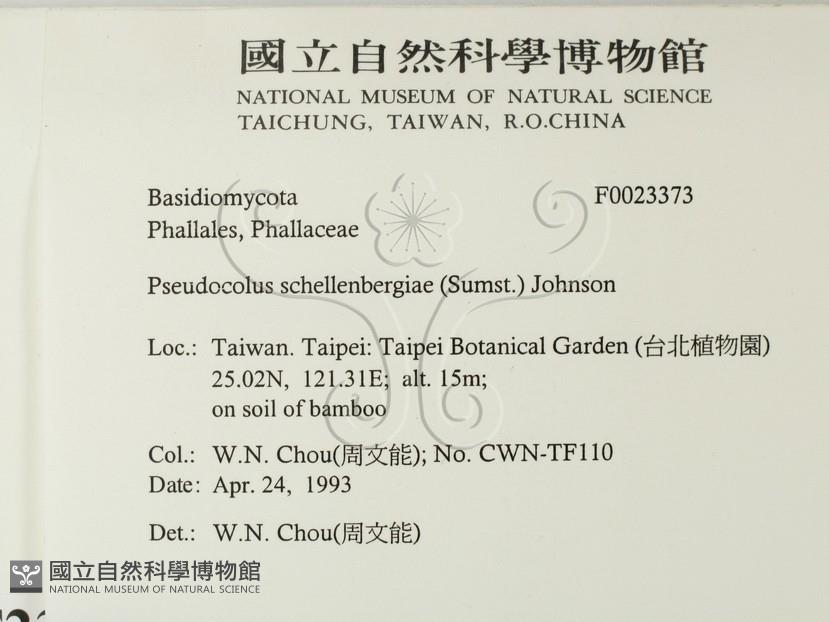 國立自然科學博物館
NATIONAL MUSEUM OF NATURAL SCIENCE
TAICHUNG, TAIWAN, R.O.CHINA
Basidiomycota F0023373
Phallales, Phallaceae
Pseudocolus schellenbergiae (Sumst.) Johnson
Loc.: Taiwan. Taipei: Taipei Botanical Garden (台北植物園)
25.02N, 121.31E; alt. 15m;
on soil of bamboo
Col.: W.N. Chou(周文能); No. CWN-TF110
Date: Apr. 24, 1993
Det.: W.N. Chou(周文能)
國立自然科學博物館
NATIONAL MUSEUM OF NATURAL SCIENCE